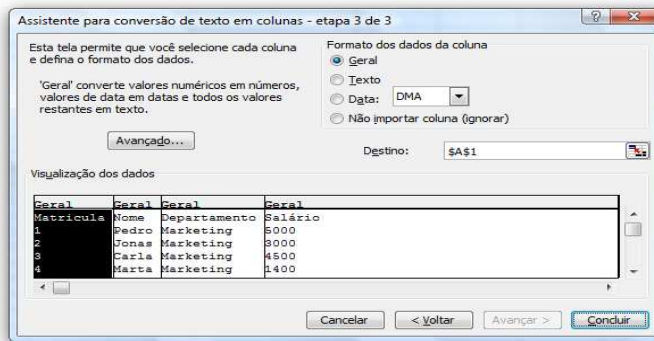 Assistente para conversão de texto em colunas - etapa 3 de 3
Esta tela permite que você selecione cada coluna
e defina o formato dos dados.
'Geral' converte valores numéricos em números,
valores de data em datas e todos os valores
restantes em texto.
Avançado...
Formato dos dados da coluna
Geral
Texto
Data: DMA
Não importar coluna (ignorar)
Destino: $A$1
Visualização dos dados
Geral Geral Geral Geral
Matricula Nome Departamento Salário
1 Pedro Marketing 5000
2 Jonas Marketing 3000
3 Carla Marketing 4500
4 Marta Marketing 1400
Cancelar < Voltar Avançar > Concluir